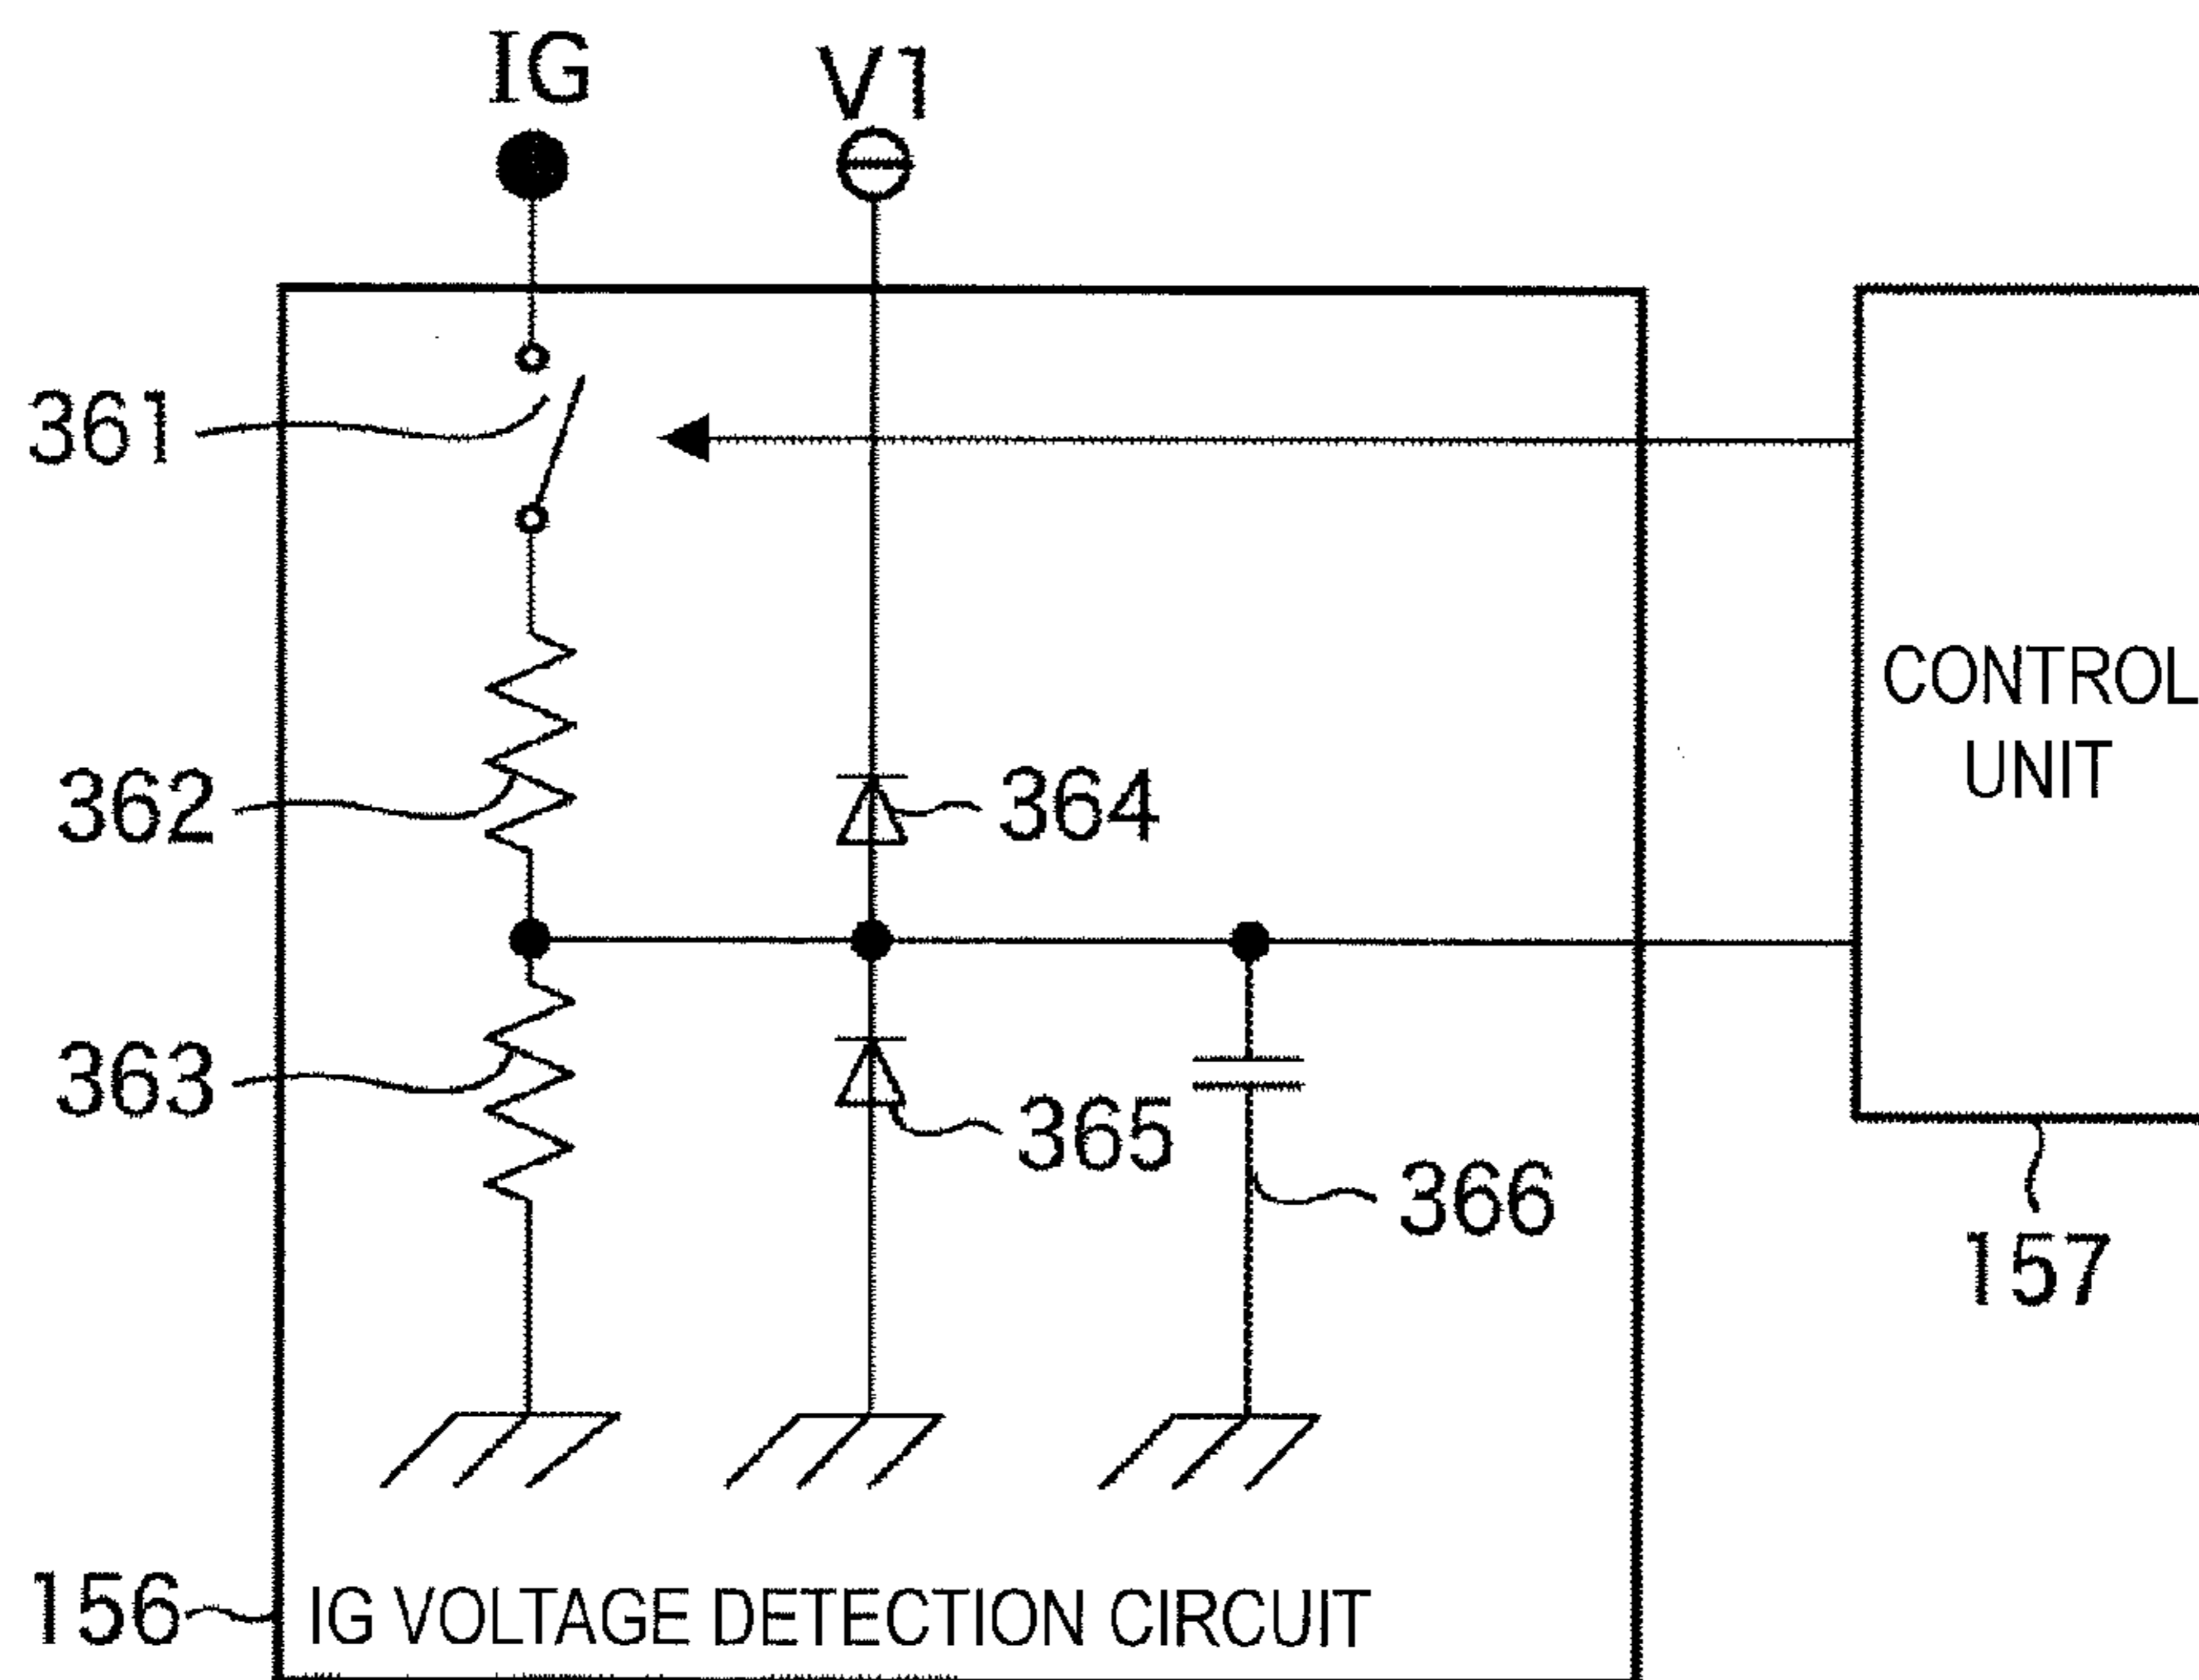 IG
V1
361
CONTROL
UNIT
362
364
363
365
366
157
156
IG VOLTAGE DETECTION CIRCUIT